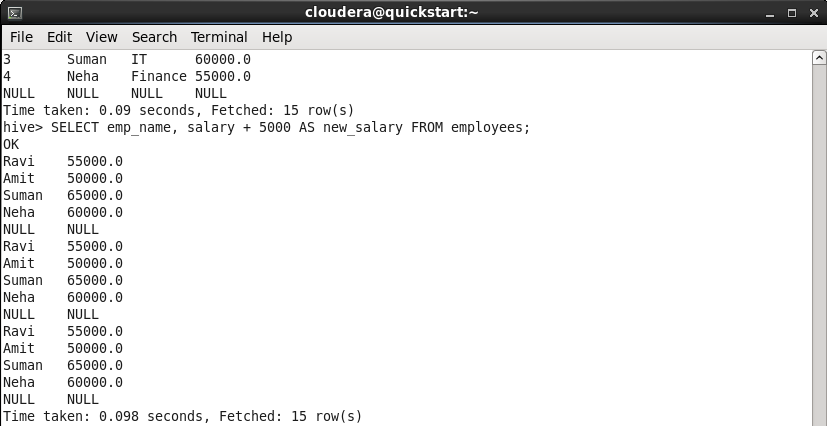 cloudera@quickstart:~
File Edit View Search Terminal Help
3 Suman IT 60000.0
4 Neha Finance 55000.0
NULL NULL NULL NULL
Time taken: 0.09 seconds, Fetched: 15 row(s)
hive> SELECT emp_name, salary + 5000 AS new_salary FROM employees;
OK
Ravi 55000.0
Amit 50000.0
Suman 65000.0
Neha 60000.0
NULL NULL
Ravi 55000.0
Amit 50000.0
Suman 65000.0
Neha 60000.0
NULL NULL
Ravi 55000.0
Amit 50000.0
Suman 65000.0
Neha 60000.0
NULL NULL
Time taken: 0.098 seconds, Fetched: 15 row(s)